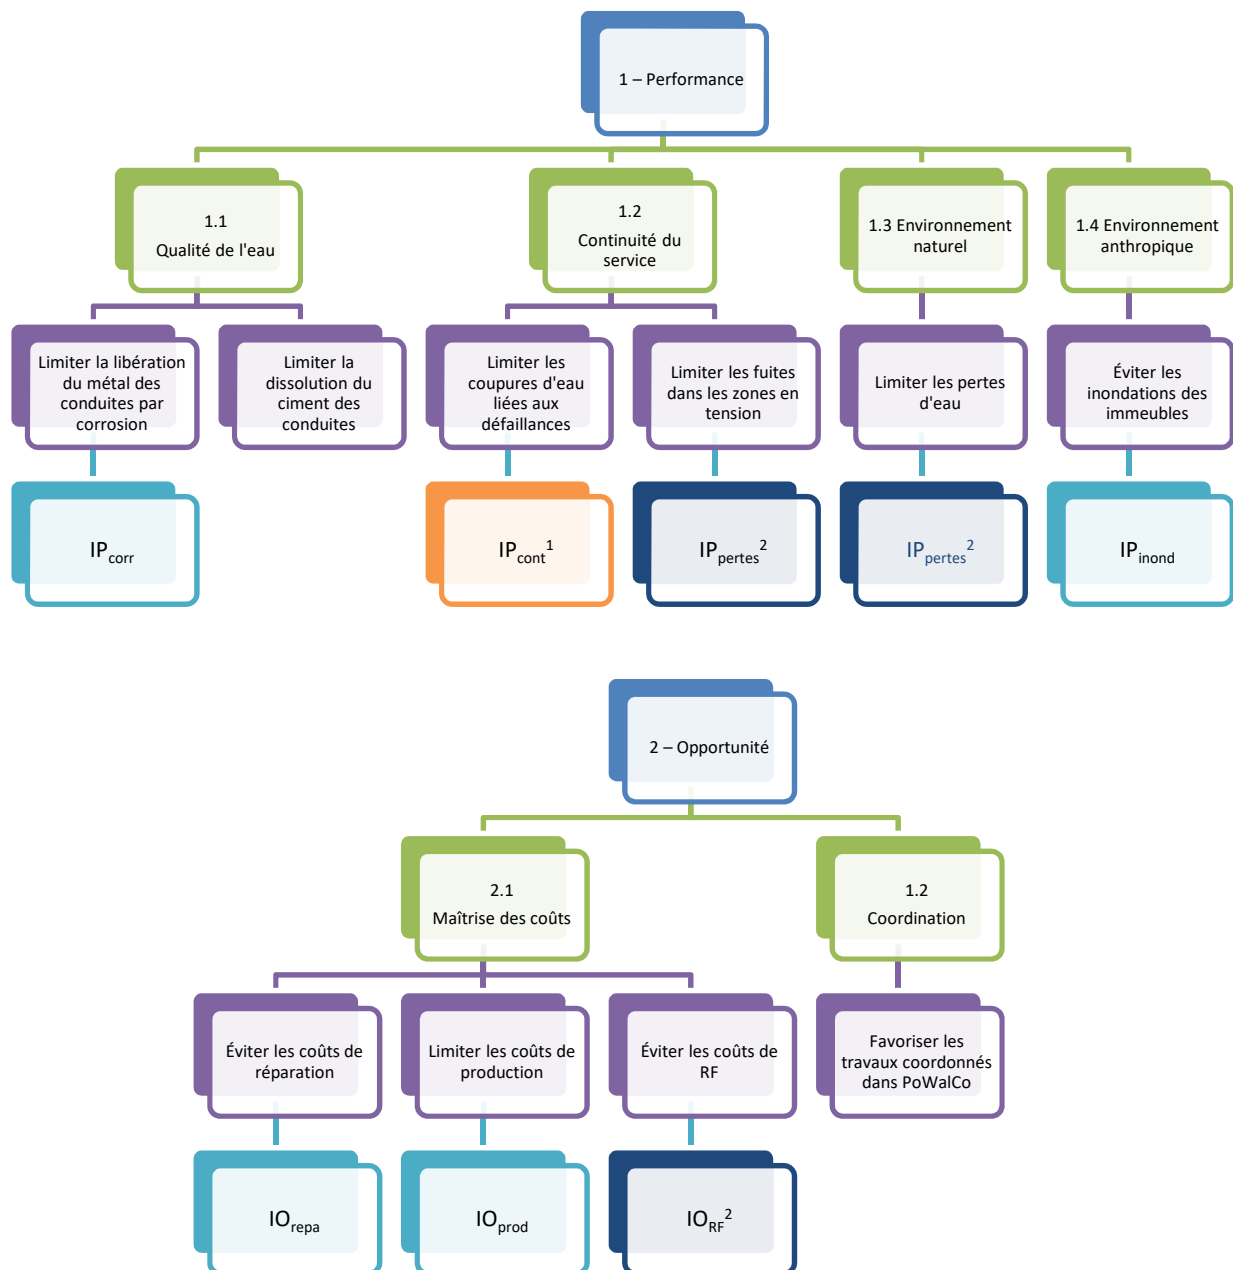 1 – Performance
1.1
Qualité de l'eau
1.2
Continuité du
service
1.3 Environnement
naturel
1.4 Environnement
anthropique
Limiter la libération
du métal des
conduites par
corrosion
Limiter la
dissolution du
ciment des
conduites
Limiter les
coupures d'eau
liées aux
défaillances
Limiter les fuites
dans les zones en
tension
Limiter les pertes
d'eau
Éviter les
inondations des
immeubles
IPcorr
IPcont1
IPpertes2
IPpertes2
IPinond
2 – Opportunité
2.1
Maîtrise des coûts
1.2
Coordination
Éviter les coûts de
réparation
Limiter les coûts de
production
Éviter les coûts de
RF
Favoriser les
travaux coordonnés
dans PoWalCo
IOrepa
IOprod
IORF2